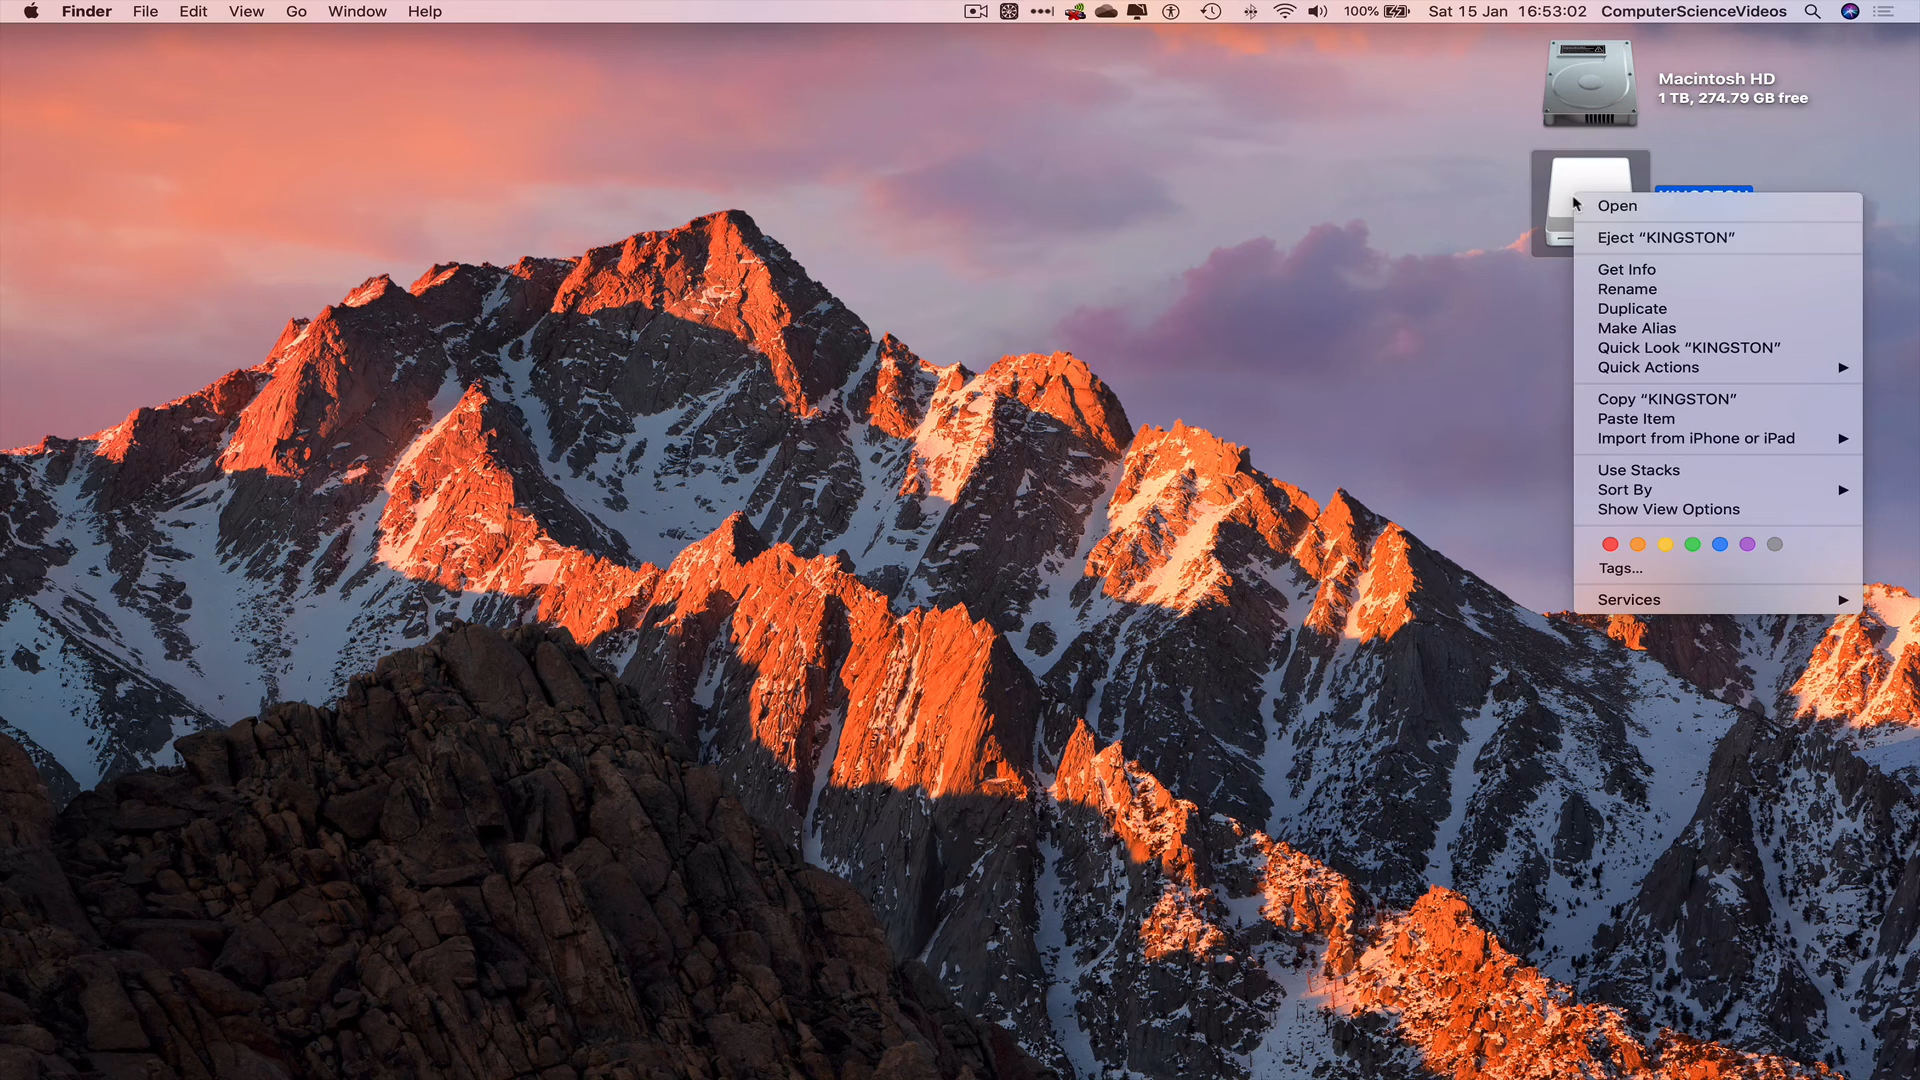 Finder File Edit View Go Window Help 100% Sat 15 Jan 16:53:02 ComputerScienceVideos
Macintosh HD
1 TB, 274.79 GB free
KINGSTON
Open
Eject “KINGSTON”
Get Info
Rename
Duplicate
Make Alias
Quick Look “KINGSTON”
Quick Actions
Copy “KINGSTON”
Paste Item
Import from iPhone or iPad
Use Stacks
Sort By
Show View Options
Tags...
Services